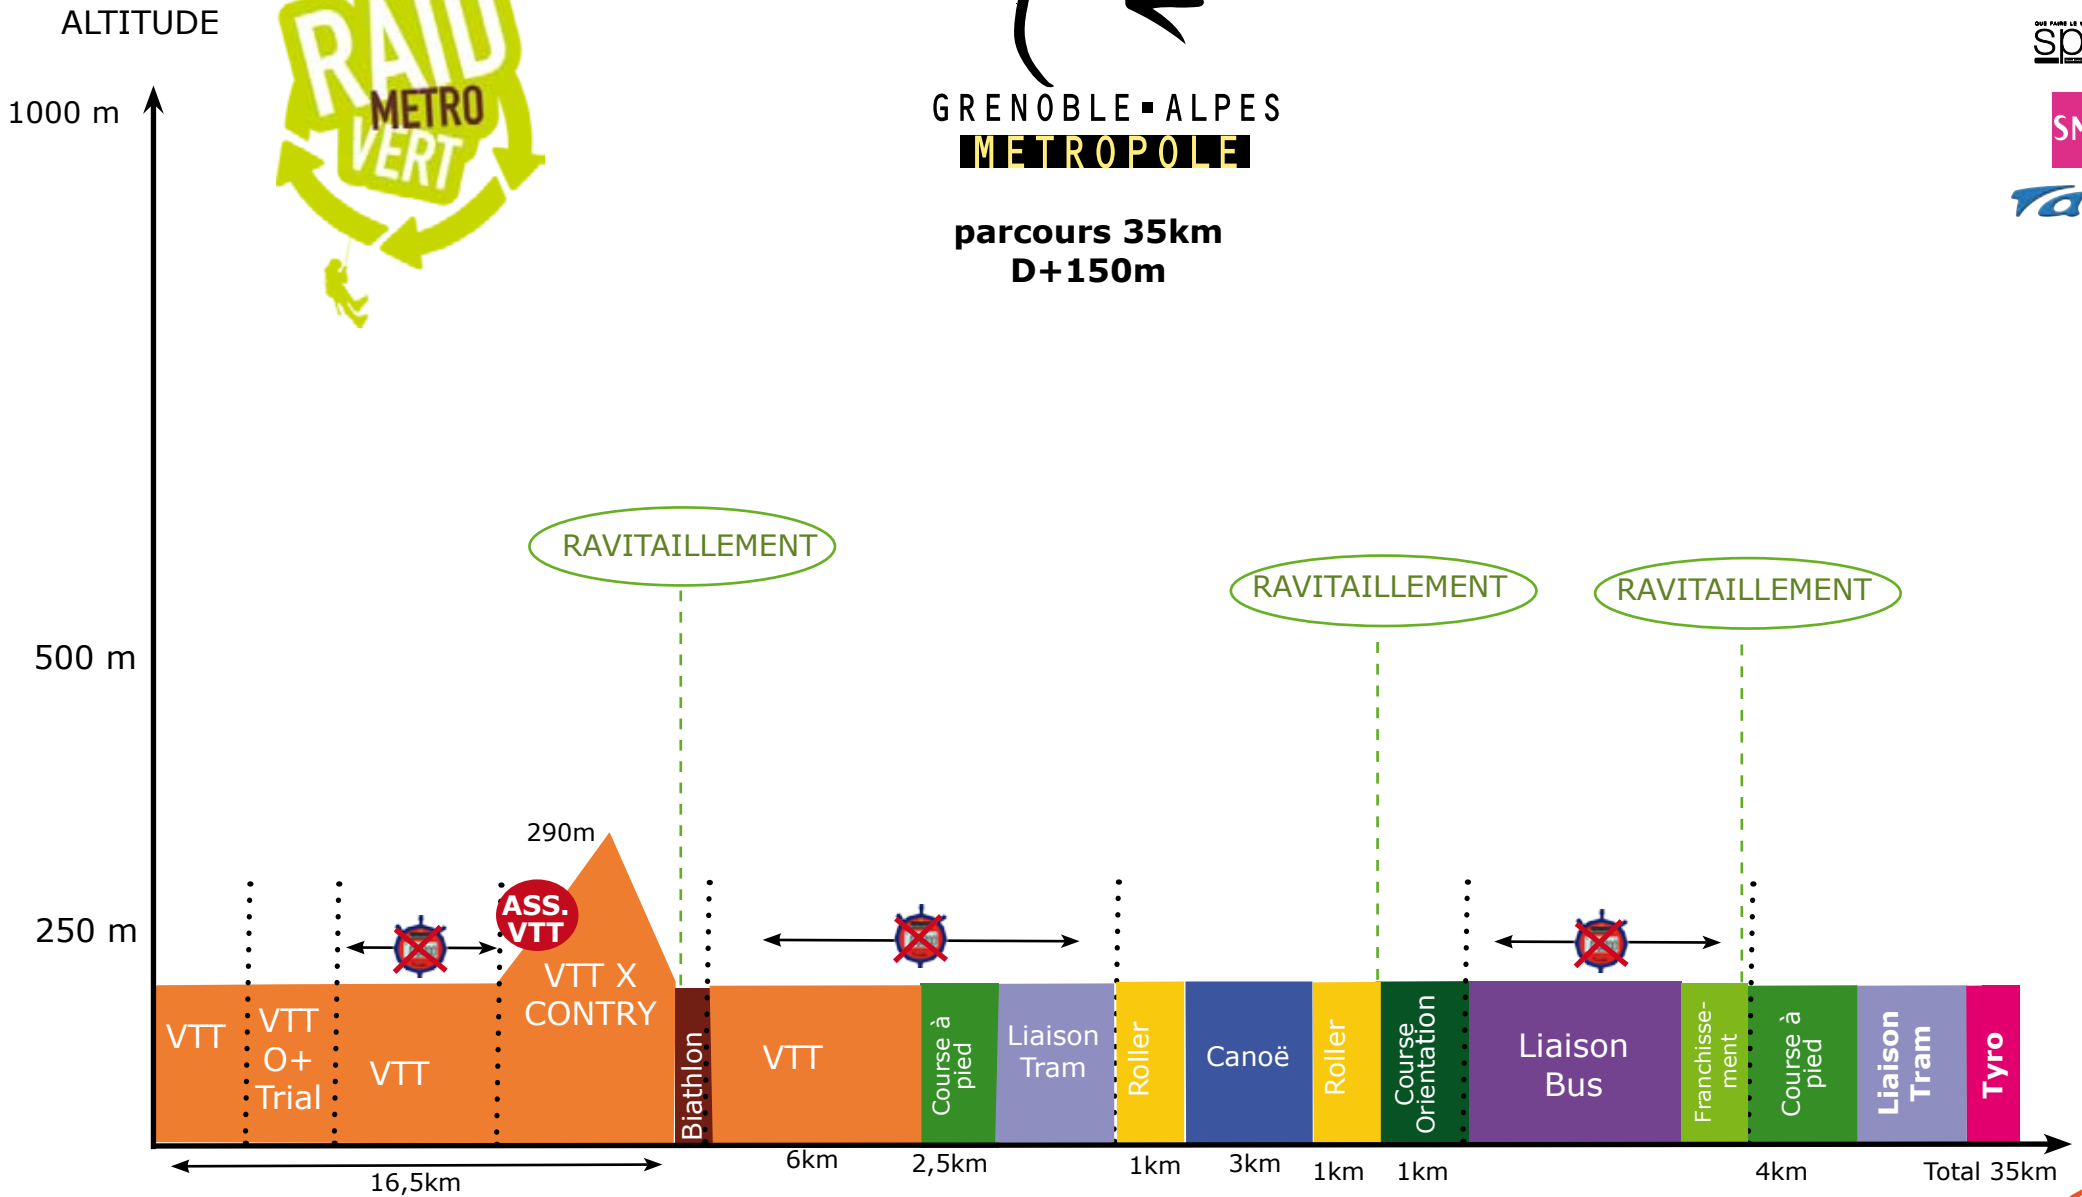 ALTITUDE
RAID
METRO
VERT
GRENOBLE▪ALPES
METROPOLE
parcours 35km
D+150m
1000 m
500 m
250 m
RAVITAILLEMENT
RAVITAILLEMENT
RAVITAILLEMENT
290m
ASS.
VTT
VTT
VTT
O+
Trial
VTT
VTT X
CONTRY
Biathlon
VTT
Course à
pied
Liaison
Tram
Roller
Canoë
Roller
Course
Orientation
Liaison
Bus
Franchisse-
ment
Course à
pied
Liaison
Tram
Tyro
16,5km
6km
2,5km
1km
3km
1km
1km
4km
Total 35km